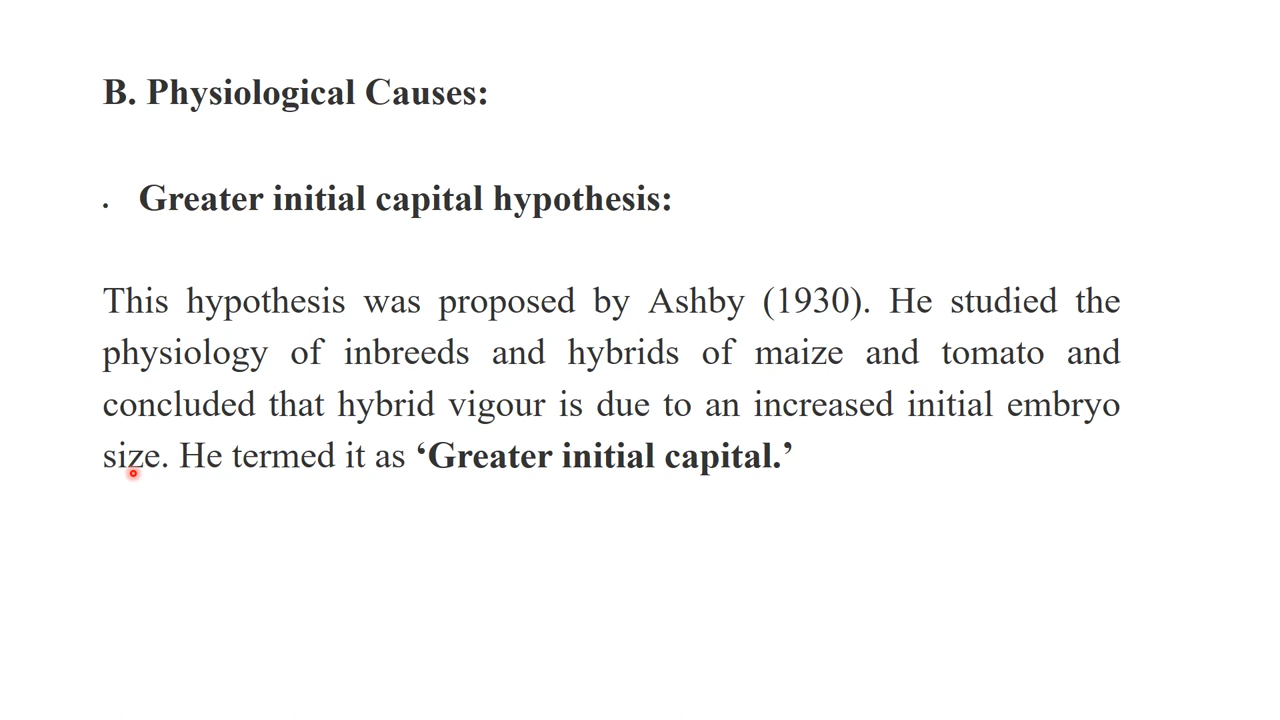 B. Physiological Causes:
• Greater initial capital hypothesis:
This hypothesis was proposed by Ashby (1930). He studied the
physiology of inbreeds and hybrids of maize and tomato and
concluded that hybrid vigour is due to an increased initial embryo
size. He termed it as ‘Greater initial capital.’